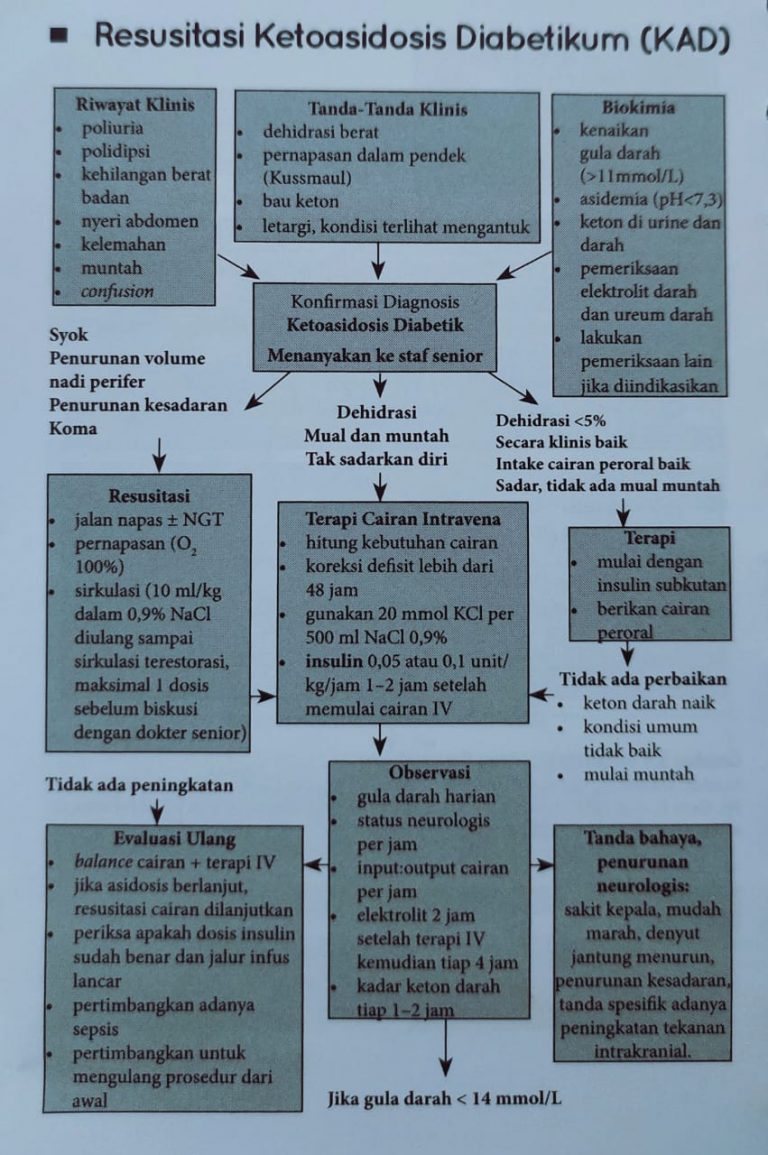 ▪ Resusitasi Ketoasidosis Diabetikum (KAD)
Riwayat Klinis
• poliuria
• polidipsi
• kehilangan berat
badan
• nyeri abdomen
• kelemahan
• muntah
• confusion
Tanda-Tanda Klinis
• dehidrasi berat
• pernapasan dalam pendek
(Kussmaul)
• bau keton
• letargi, kondisi terlihat mengantuk
Biokimia
• kenaikan
gula darah
(>11mmol/L)
• asidemia (pH<7,3)
• keton di urine dan
darah
• pemeriksaan
elektrolit darah
dan ureum darah
• lakukan
pemeriksaan lain
jika diindikasikan
Konfirmasi Diagnosis
Ketoasidosis Diabetik
Menanyakan ke staf senior
Syok
Penurunan volume
nadi perifer
Penurunan kesadaran
Koma
Dehidrasi
Mual dan muntah
Tak sadarkan diri
Dehidrasi <5%
Secara klinis baik
Intake cairan peroral baik
Sadar, tidak ada mual muntah
Resusitasi
• jalan napas ± NGT
• pernapasan (O₂
100%)
• sirkulasi (10 ml/kg
dalam 0,9% NaCl
diulang sampai
sirkulasi terestorasi,
maksimal 1 dosis
sebelum biskusi
dengan dokter senior)
Terapi Cairan Intravena
• hitung kebutuhan cairan
• koreksi defisit lebih dari
48 jam
• gunakan 20 mmol KCl per
500 ml NaCl 0,9%
• insulin 0,05 atau 0,1 unit/
kg/jam 1–2 jam setelah
memulai cairan IV
Terapi
• mulai dengan
insulin subkutan
• berikan cairan
peroral
Tidak ada perbaikan
• keton darah naik
• kondisi umum
tidak baik
• mulai muntah
Tidak ada peningkatan
Evaluasi Ulang
• balance cairan + terapi IV
• jika asidosis berlanjut,
resusitasi cairan dilanjutkan
• periksa apakah dosis insulin
sudah benar dan jalur infus
lancar
• pertimbangkan adanya
sepsis
• pertimbangkan untuk
mengulang prosedur dari
awal
Observasi
• gula darah harian
• status neurologis
per jam
• input:output cairan
per jam
• elektrolit 2 jam
setelah terapi IV
kemudian tiap 4 jam
• kadar keton darah
tiap 1–2 jam
Tanda bahaya,
penurunan
neurologis:
sakit kepala, mudah
marah, denyut
jantung menurun,
penurunan kesadaran,
tanda spesifik adanya
peningkatan tekanan
intrakranial.
Jika gula darah < 14 mmol/L